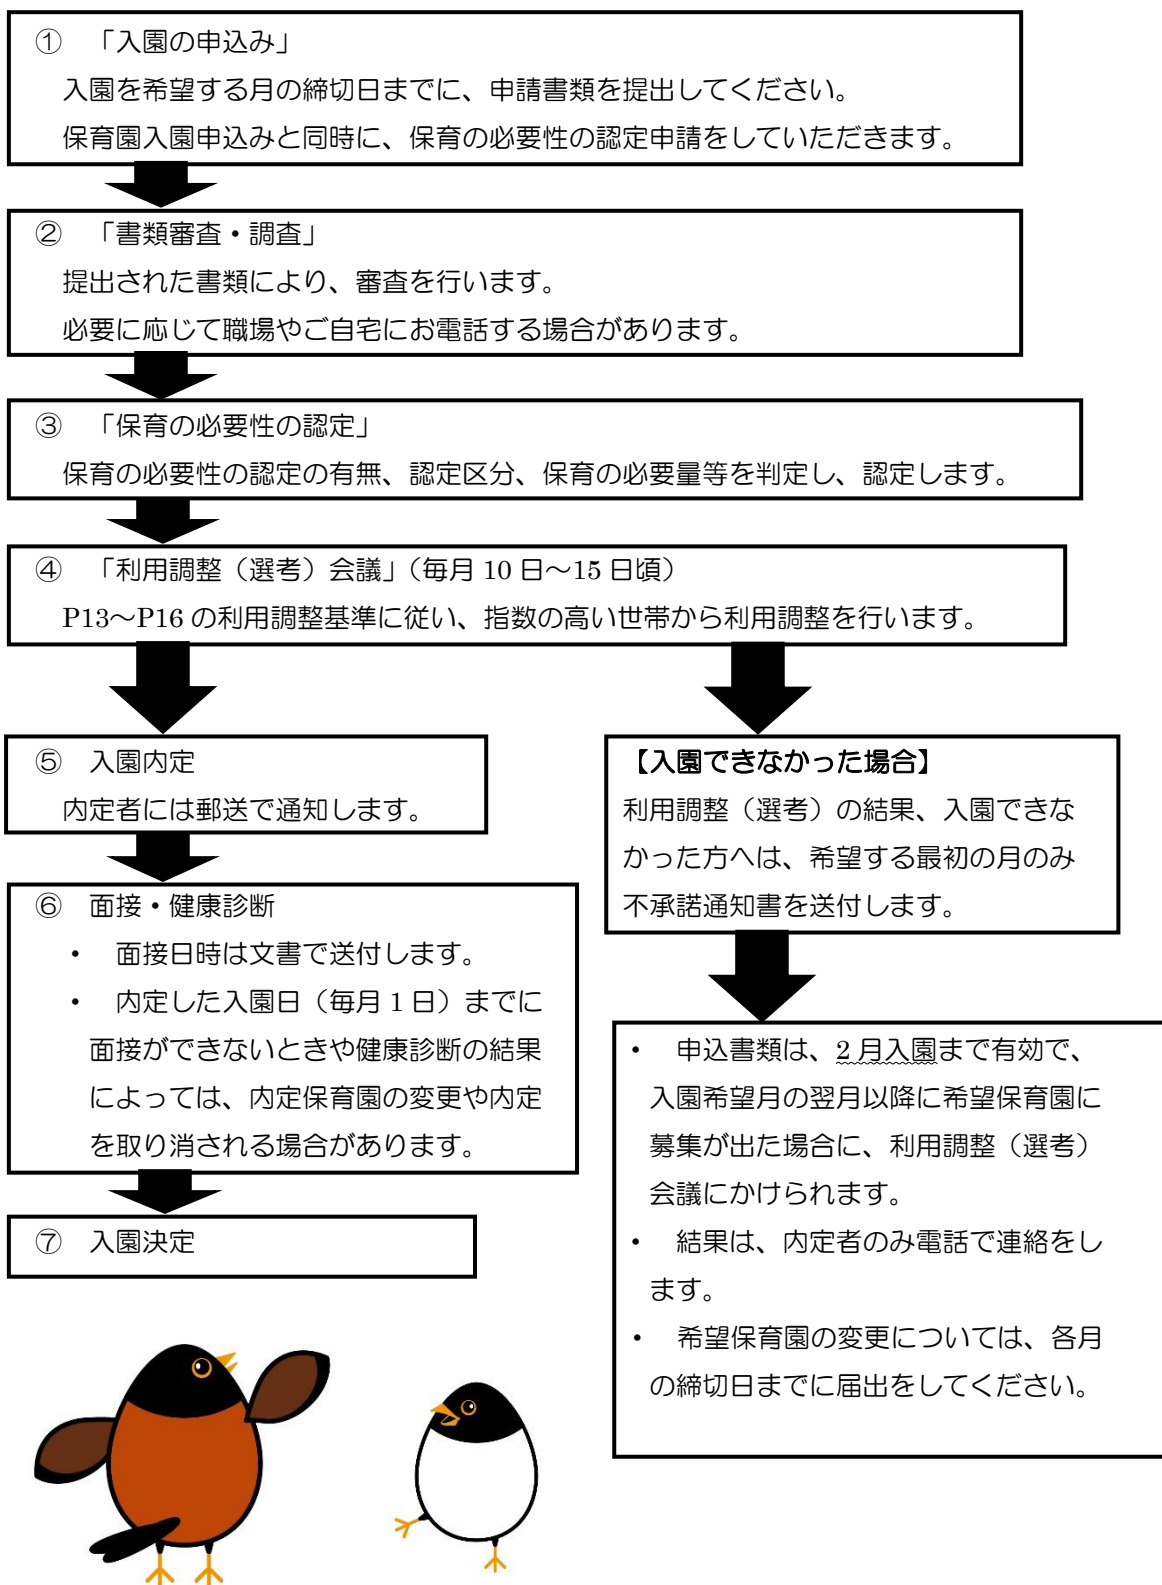 ① 「入園の申込み」
入園を希望する月の締切日までに、申請書類を提出してください。
保育園入園申込みと同時に、保育の必要性の認定申請をしていただきます。
② 「書類審査・調査」
提出された書類により、審査を行います。
必要に応じて職場やご自宅にお電話する場合があります。
③ 「保育の必要性の認定」
保育の必要性の認定の有無、認定区分、保育の必要量等を判定し、認定します。
④ 「利用調整（選考）会議」（毎月 10 日～15 日頃）
P13～P16 の利用調整基準に従い、指数の高い世帯から利用調整を行います。
⑤ 入園内定
内定者には郵送で通知します。
⑥ 面接・健康診断
・ 面接日時は文書で送付します。
・ 内定した入園日（毎月 1 日）までに
面接ができないときや健康診断の結果
によっては、内定保育園の変更や内定
を取り消される場合があります。
⑦ 入園決定
【入園できなかった場合】
利用調整（選考）の結果、入園できな
かった方へは、希望する最初の月のみ
不承諾通知書を送付します。
・ 申込書類は、2 月入園まで有効で、
入園希望月の翌月以降に希望保育園に
募集が出た場合に、利用調整（選考）
会議にかけられます。
・ 結果は、内定者のみ電話で連絡をし
ます。
・ 希望保育園の変更については、各月
の締切日までに届出をしてください。